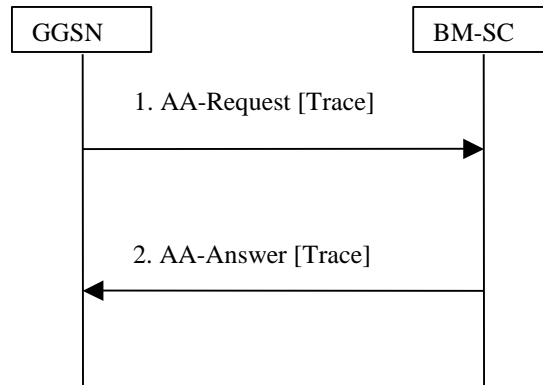 GGSN
BM-SC
1. AA-Request [Trace]
2. AA-Answer [Trace]